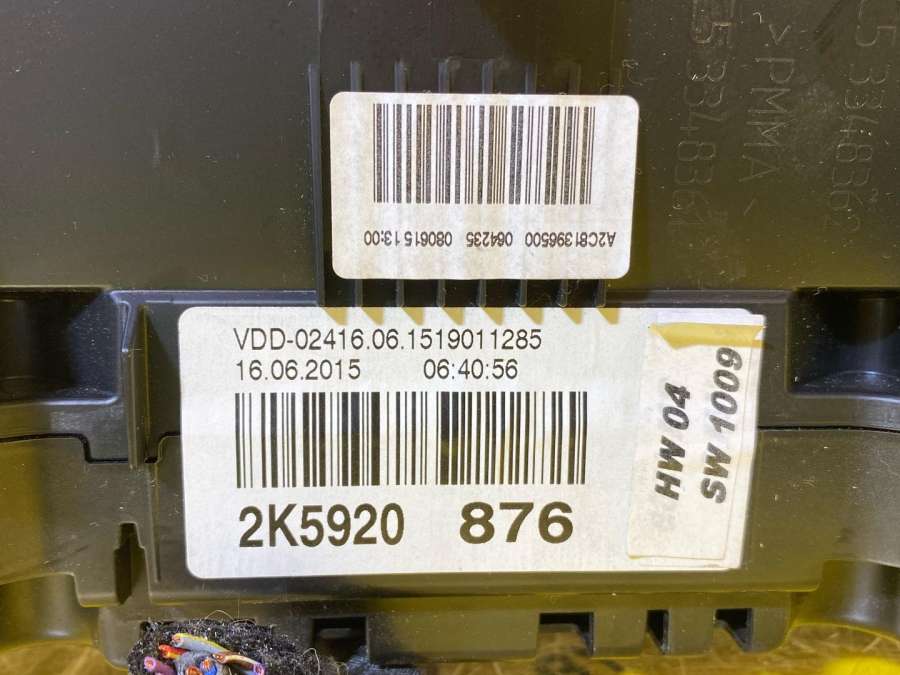 A2C81396500 064235 080615 13:00
VDD-02416.06.1519011285
16.06.2015 06:40:56
2K5920 876
HW 04
SW 1009
>PMMA<